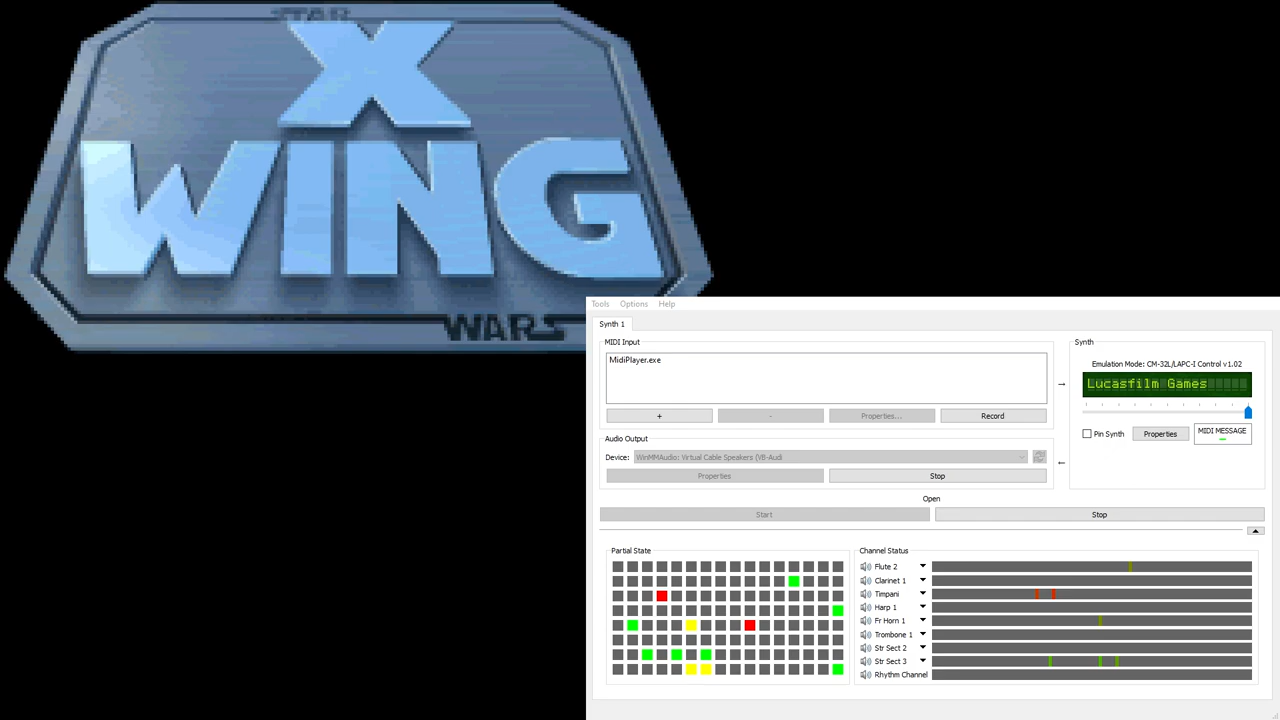 STAR
X
WING
WARS
Tools Options Help
Synth 1
MIDI Input
MidiPlayer.exe
+ - Properties... Record
Audio Output
Device: WinMMAudio: Virtual Cable Speakers (VB-Audi
Properties Stop
Synth
Emulation Mode: CM-32L/LAPC-I Control v1.02
Lucasfilm Games
Pin Synth Properties MIDI MESSAGE
Open
Start Stop
Partial State
Channel Status
Flute 2
Clarinet 1
Timpani
Harp 1
Fr Horn 1
Trombone 1
Str Sect 2
Str Sect 3
Rhythm Channel